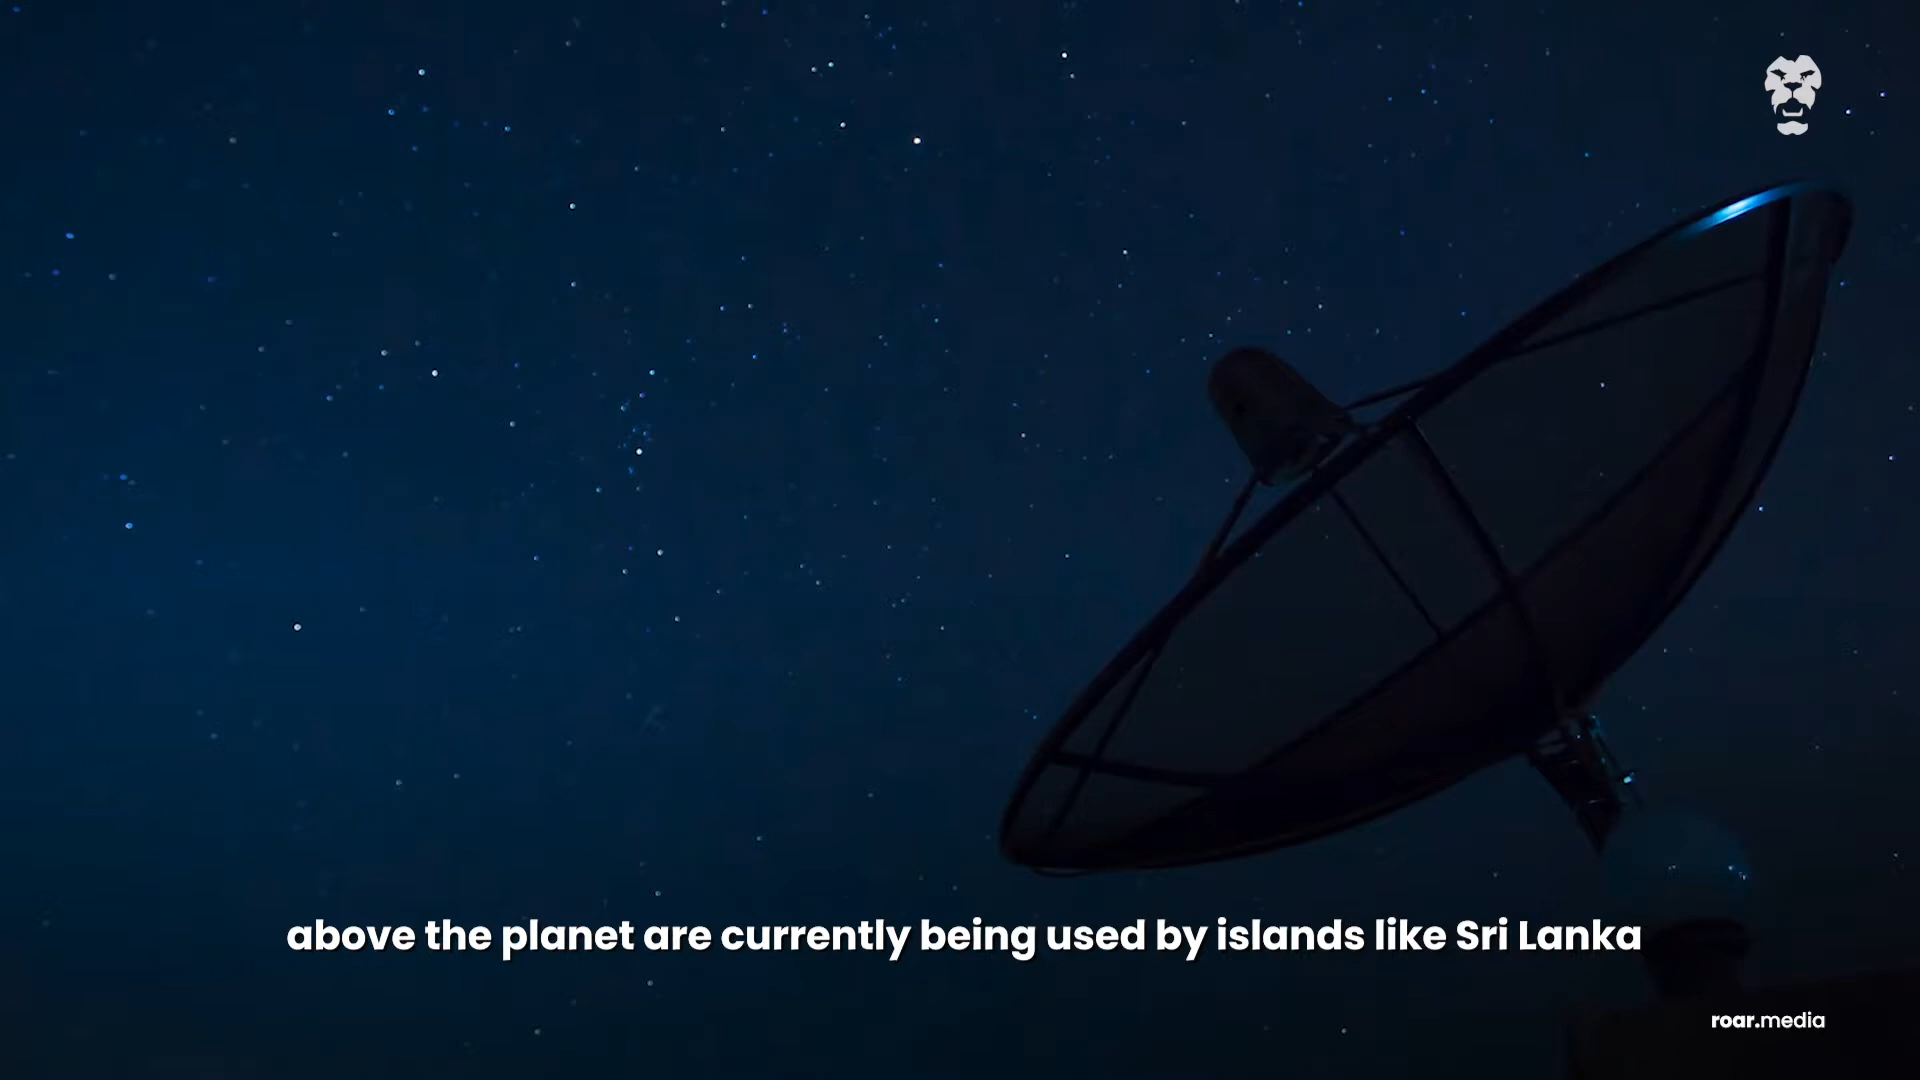 above the planet are currently being used by islands like Sri Lanka
roar.media